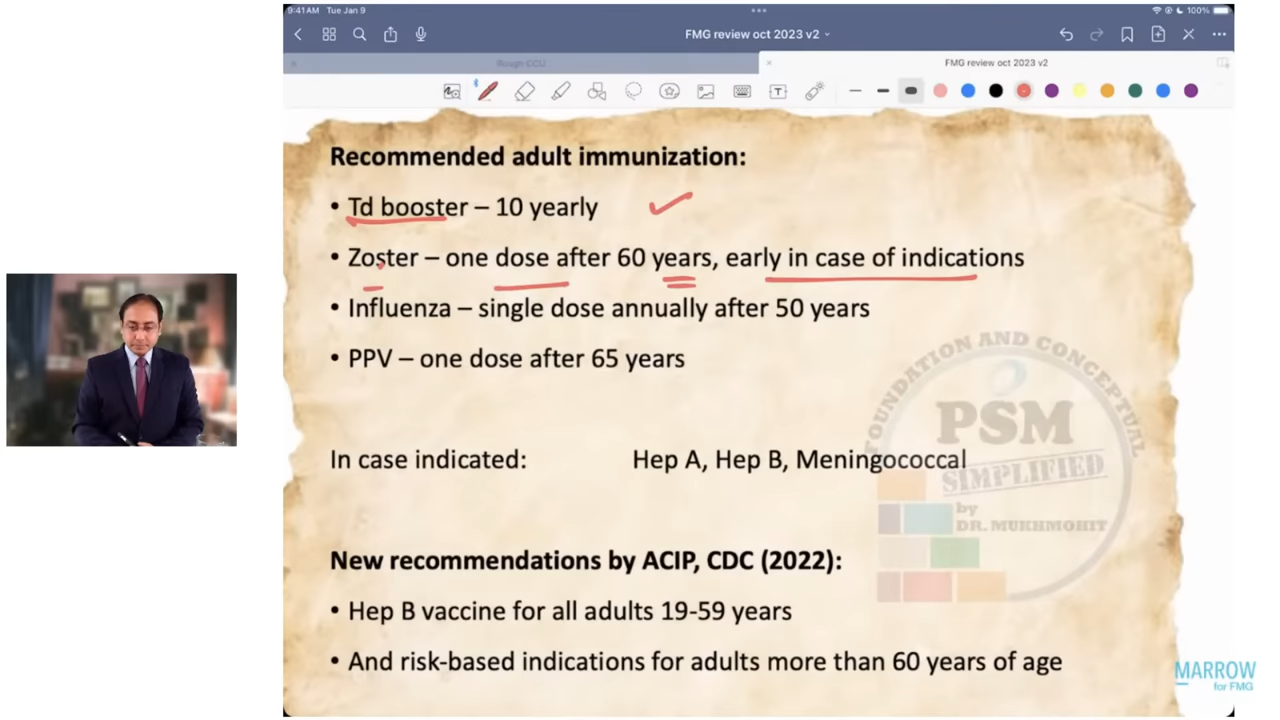 9:41AM Tue Jan 9
100%
FMG review oct 2023 v2
Rough CCU
FMG review oct 2023 v2
Recommended adult immunization:
• Td booster – 10 yearly
• Zoster – one dose after 60 years, early in case of indications
• Influenza – single dose annually after 50 years
• PPV – one dose after 65 years
In case indicated: Hep A, Hep B, Meningococcal
New recommendations by ACIP, CDC (2022):
• Hep B vaccine for all adults 19-59 years
• And risk-based indications for adults more than 60 years of age
FOUNDATION AND CONCEPTUAL
PSM
SIMPLIFIED
by
DR. MUKHMOHIT
MARROW
for FMG